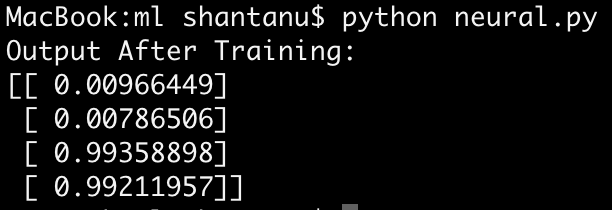 MacBook:ml shantanu$ python neural.py
Output After Training:
[[ 0.00966449]
 [ 0.00786506]
 [ 0.99358898]
 [ 0.99211957]]